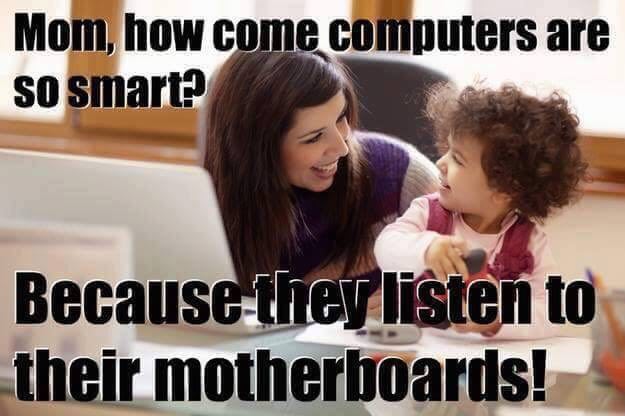 Mom, how come computers are
so smart?
Because they listen to
their motherboards!